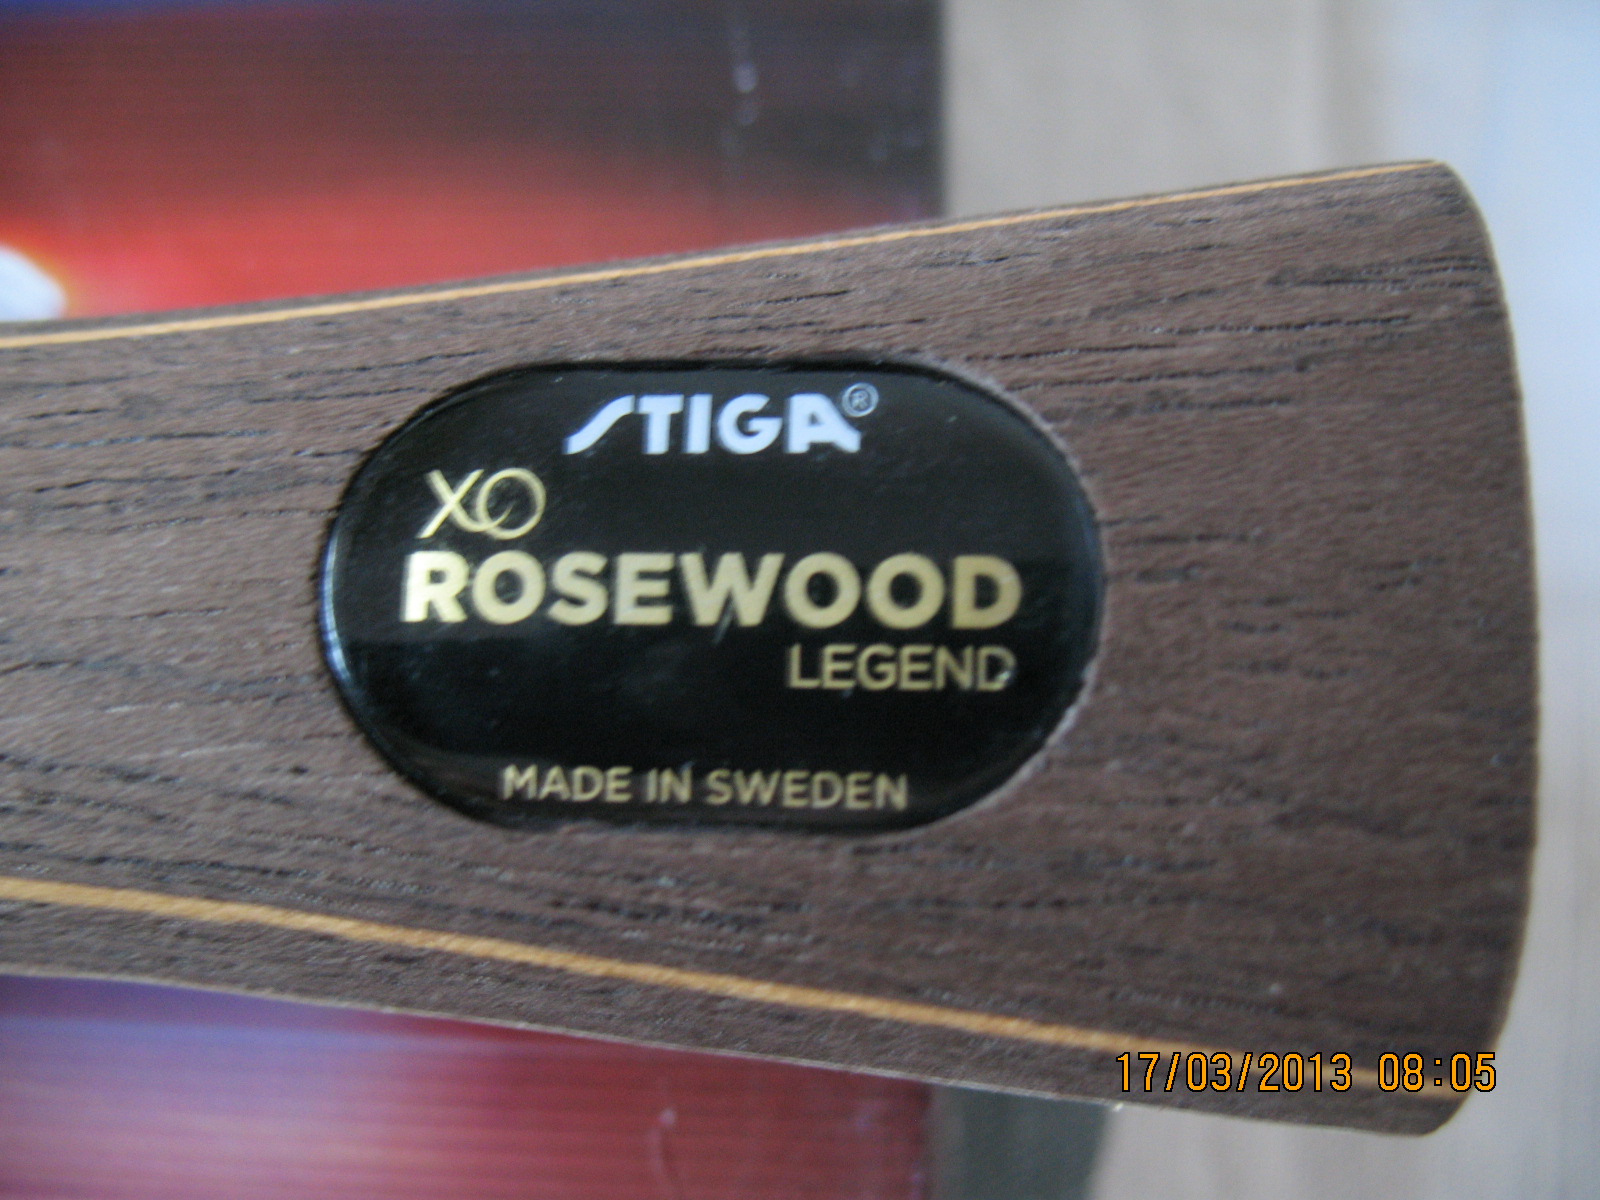 STIGA®
XO
ROSEWOOD
LEGEND
MADE IN SWEDEN
17/03/2013 08:05